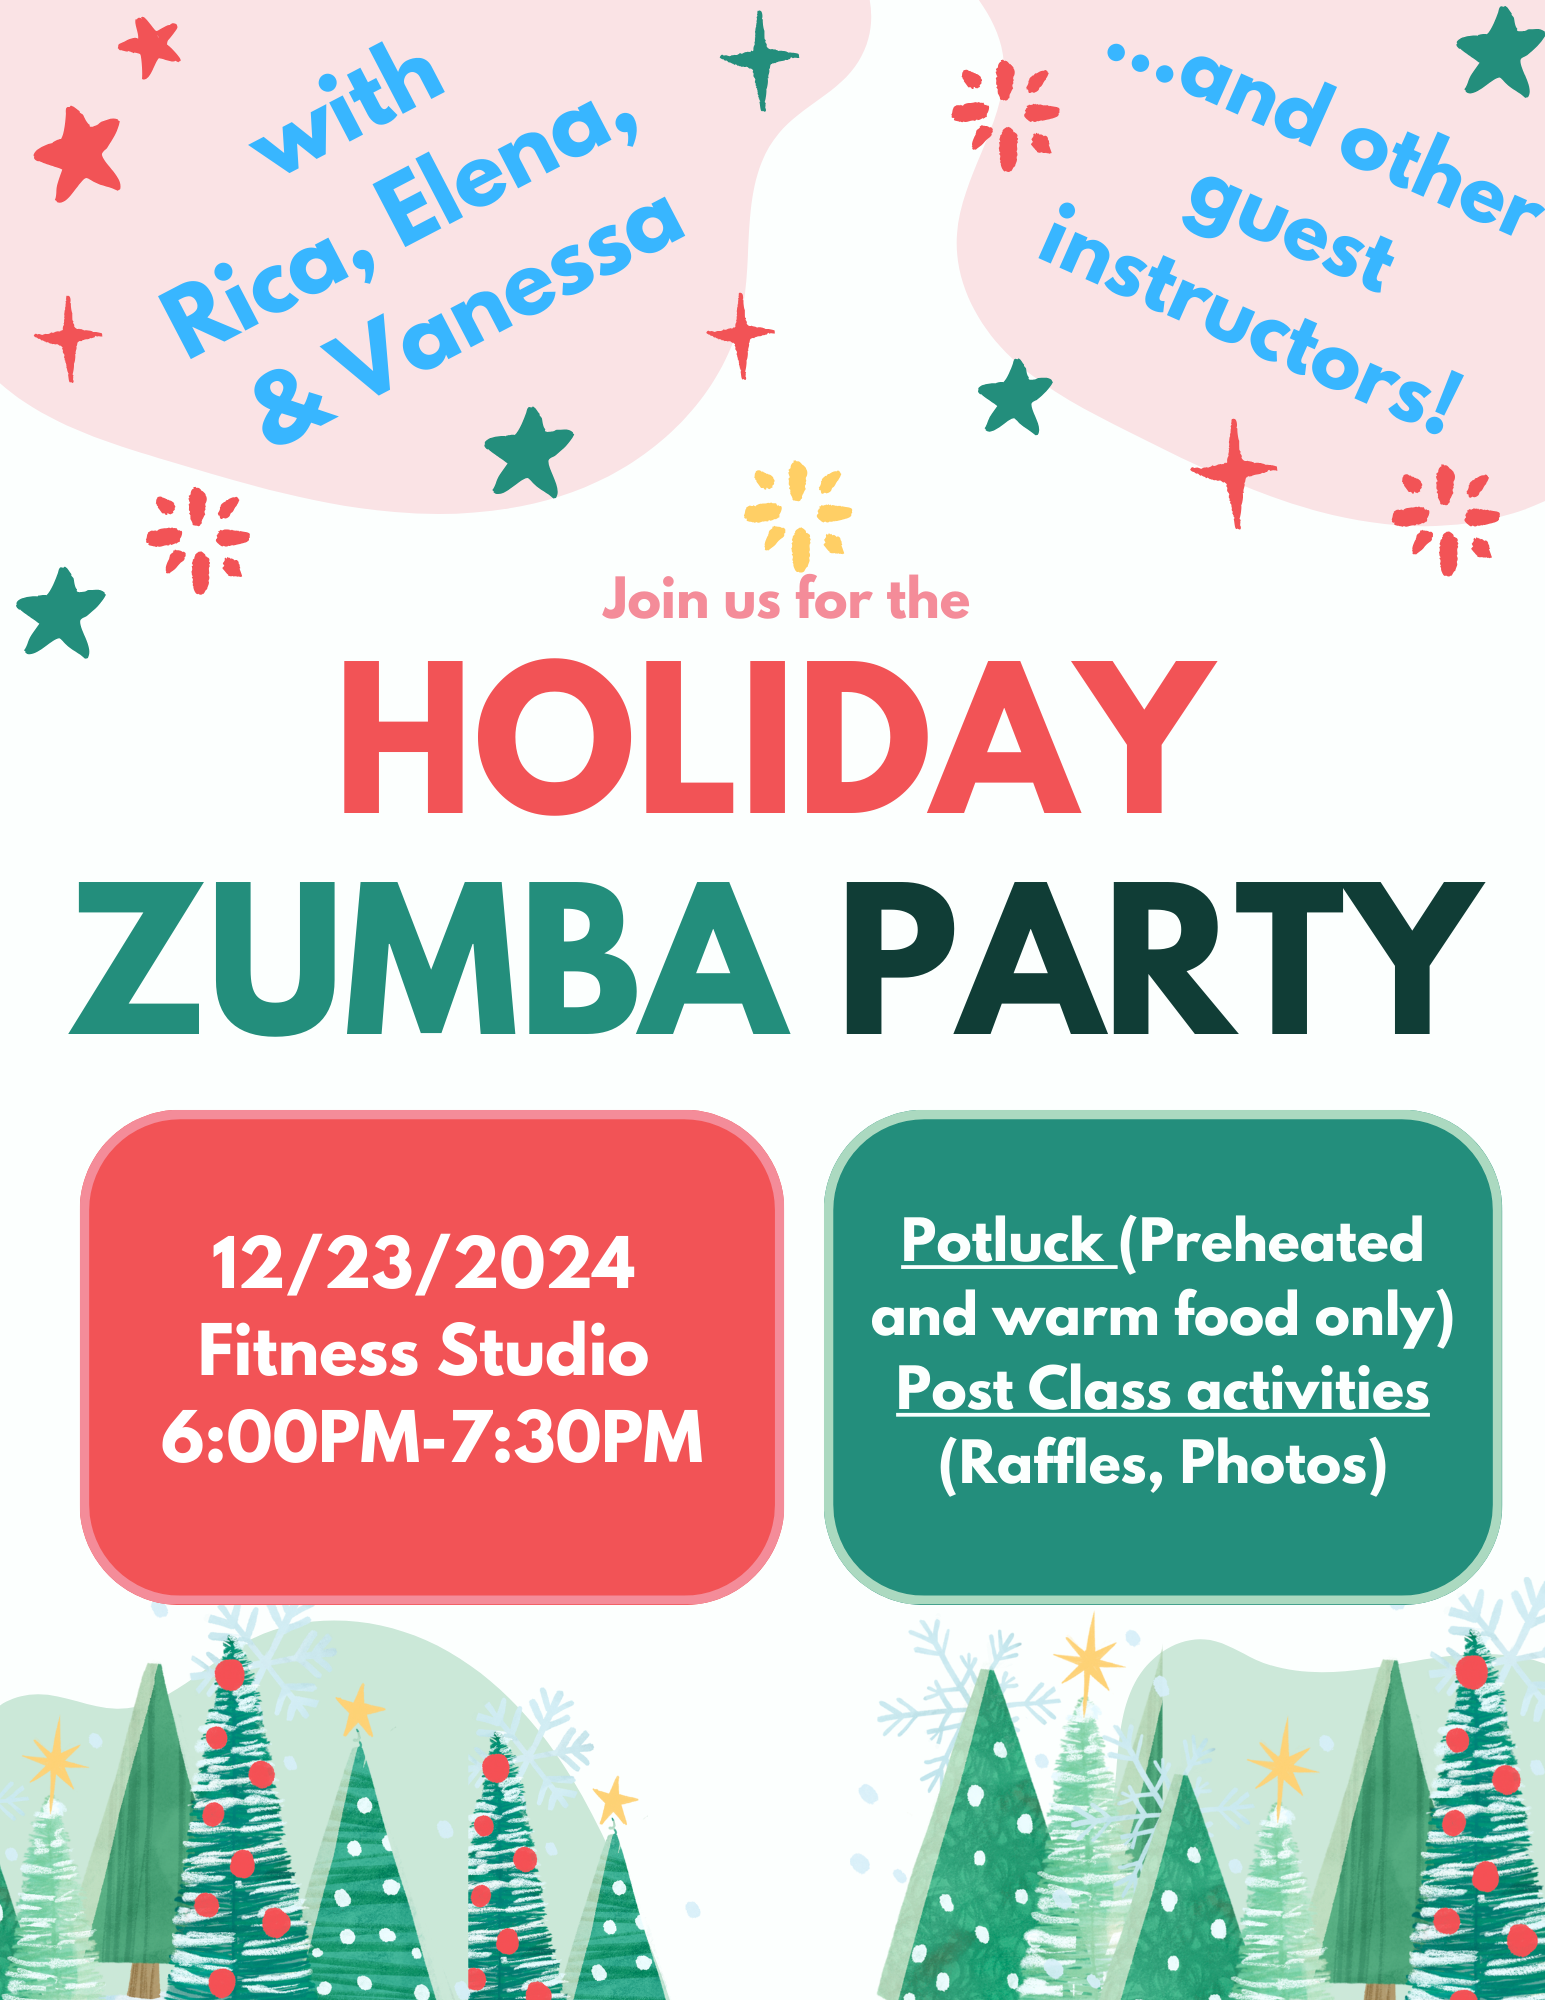 with
Rica, Elena,
& Vanessa
...and other
guest
instructors!
Join us for the
HOLIDAY
ZUMBA PARTY
12/23/2024
Fitness Studio
6:00PM-7:30PM
Potluck (Preheated
and warm food only)
Post Class activities
(Raffles, Photos)